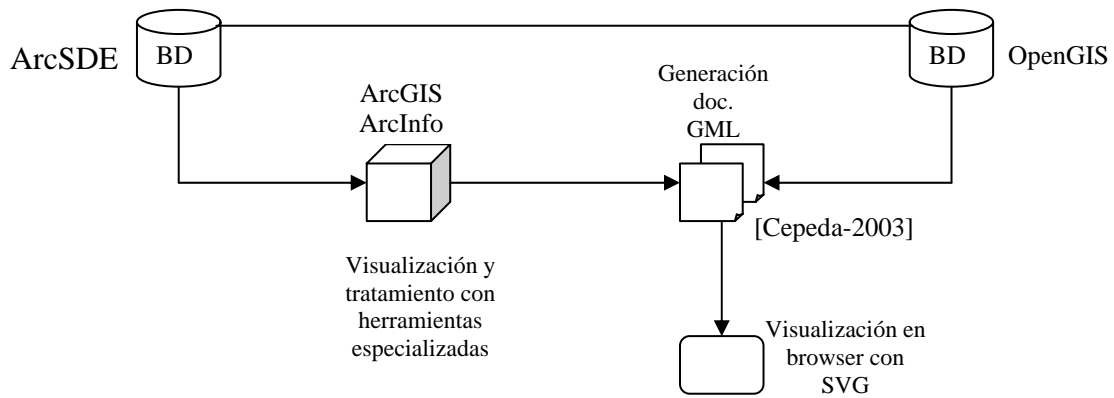 ArcSDE
BD
BD
OpenGIS
ArcGIS
ArcInfo
Generación
doc.
GML
[Cepeda-2003]
Visualización y
tratamiento con
herramientas
especializadas
Visualización en
browser con
SVG